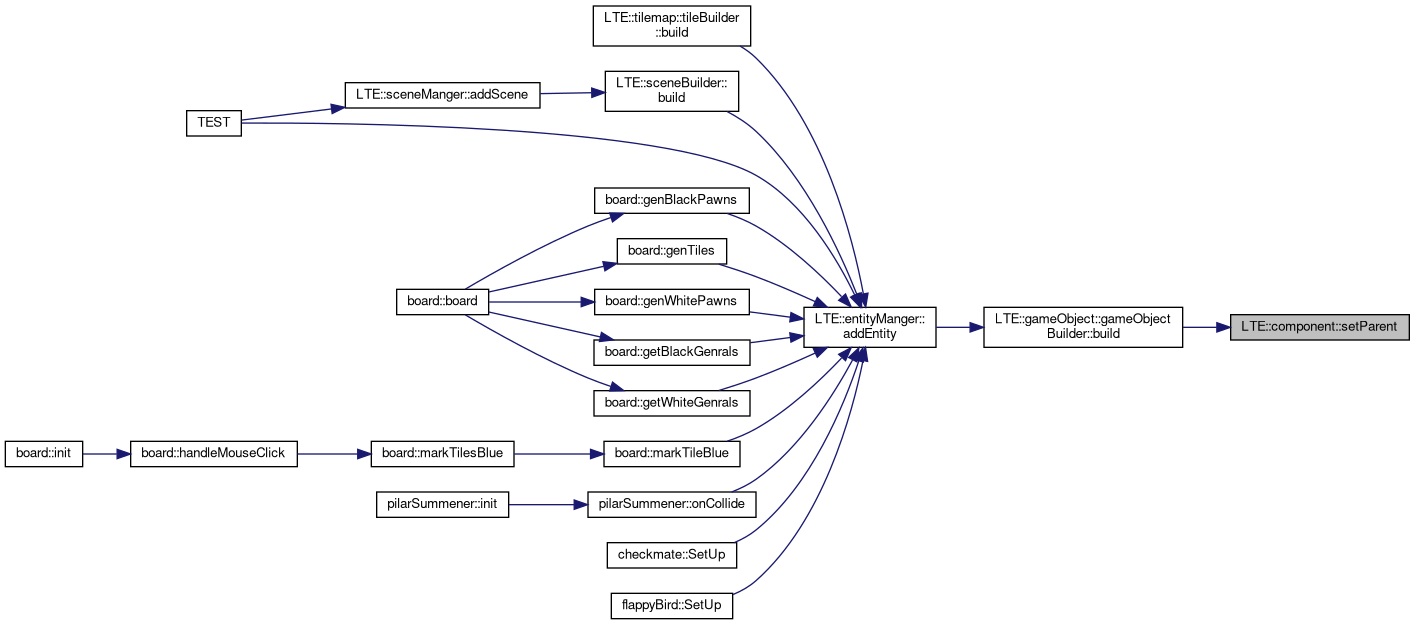 LTE::tilemap::tileBuilder
::build
LTE::sceneBuilder::
build
LTE::sceneManger::addScene
TEST
board::genBlackPawns
board::genTiles
board::board
board::genWhitePawns
LTE::entityManger::
addEntity
LTE::gameObject::gameObject
Builder::build
LTE::component::setParent
board::getBlackGenrals
board::getWhiteGenrals
board::init
board::handleMouseClick
board::markTilesBlue
board::markTileBlue
pilarSummener::init
pilarSummener::onCollide
checkmate::SetUp
flappyBird::SetUp